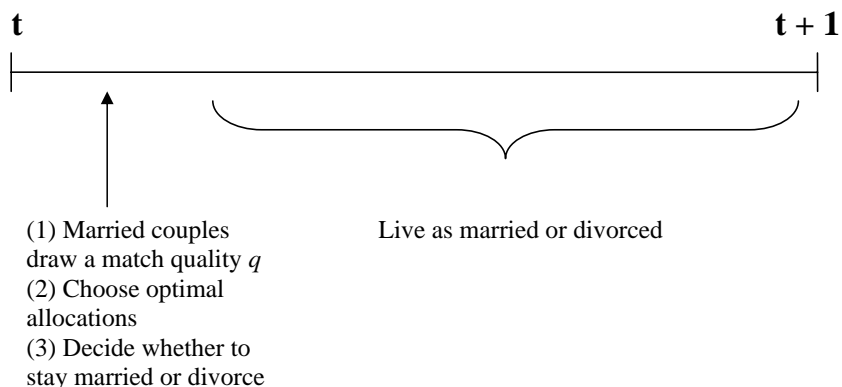 t
t + 1
(1) Married couples
draw a match quality q
(2) Choose optimal
allocations
(3) Decide whether to
stay married or divorce
Live as married or divorced